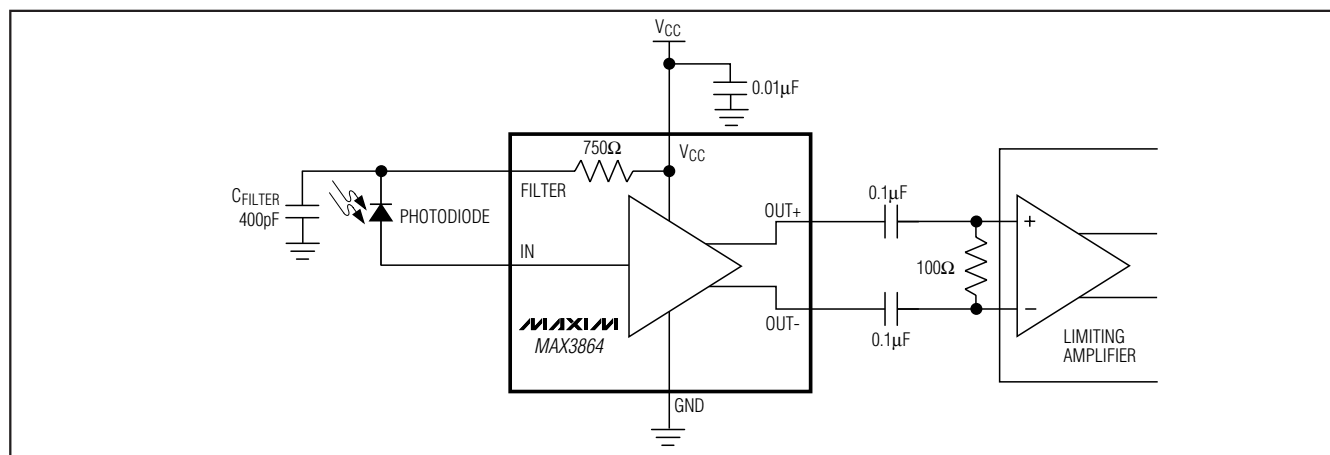 VCC
0.01μF
750Ω
VCC
FILTER
CFILTER
400pF
PHOTODIODE
IN
OUT+
OUT-
0.1μF
0.1μF
100Ω
+
−
LIMITING
AMPLIFIER
MAXIM
MAX3864
GND